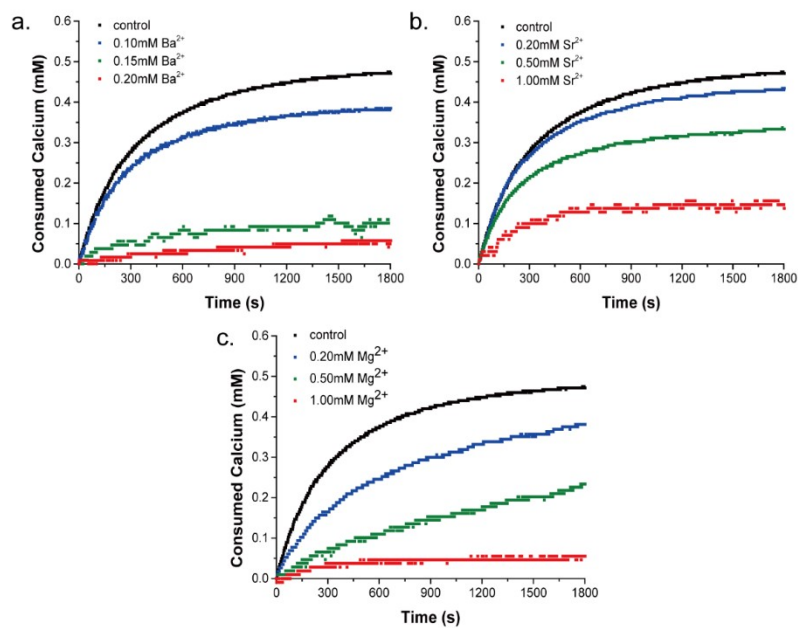 a.
control
0.10mM Ba²⁺
0.15mM Ba²⁺
0.20mM Ba²⁺
0.6
0.5
0.4
0.3
0.2
0.1
0.0
Consumed Calcium (mM)
0 300 600 900 1200 1500 1800
Time (s)
b.
control
0.20mM Sr²⁺
0.50mM Sr²⁺
1.00mM Sr²⁺
0.6
0.5
0.4
0.3
0.2
0.1
0.0
Consumed Calcium (mM)
0 300 600 900 1200 1500 1800
Time (s)
c.
control
0.20mM Mg²⁺
0.50mM Mg²⁺
1.00mM Mg²⁺
0.6
0.5
0.4
0.3
0.2
0.1
0.0
Consumed Calcium (mM)
0 300 600 900 1200 1500 1800
Time (s)